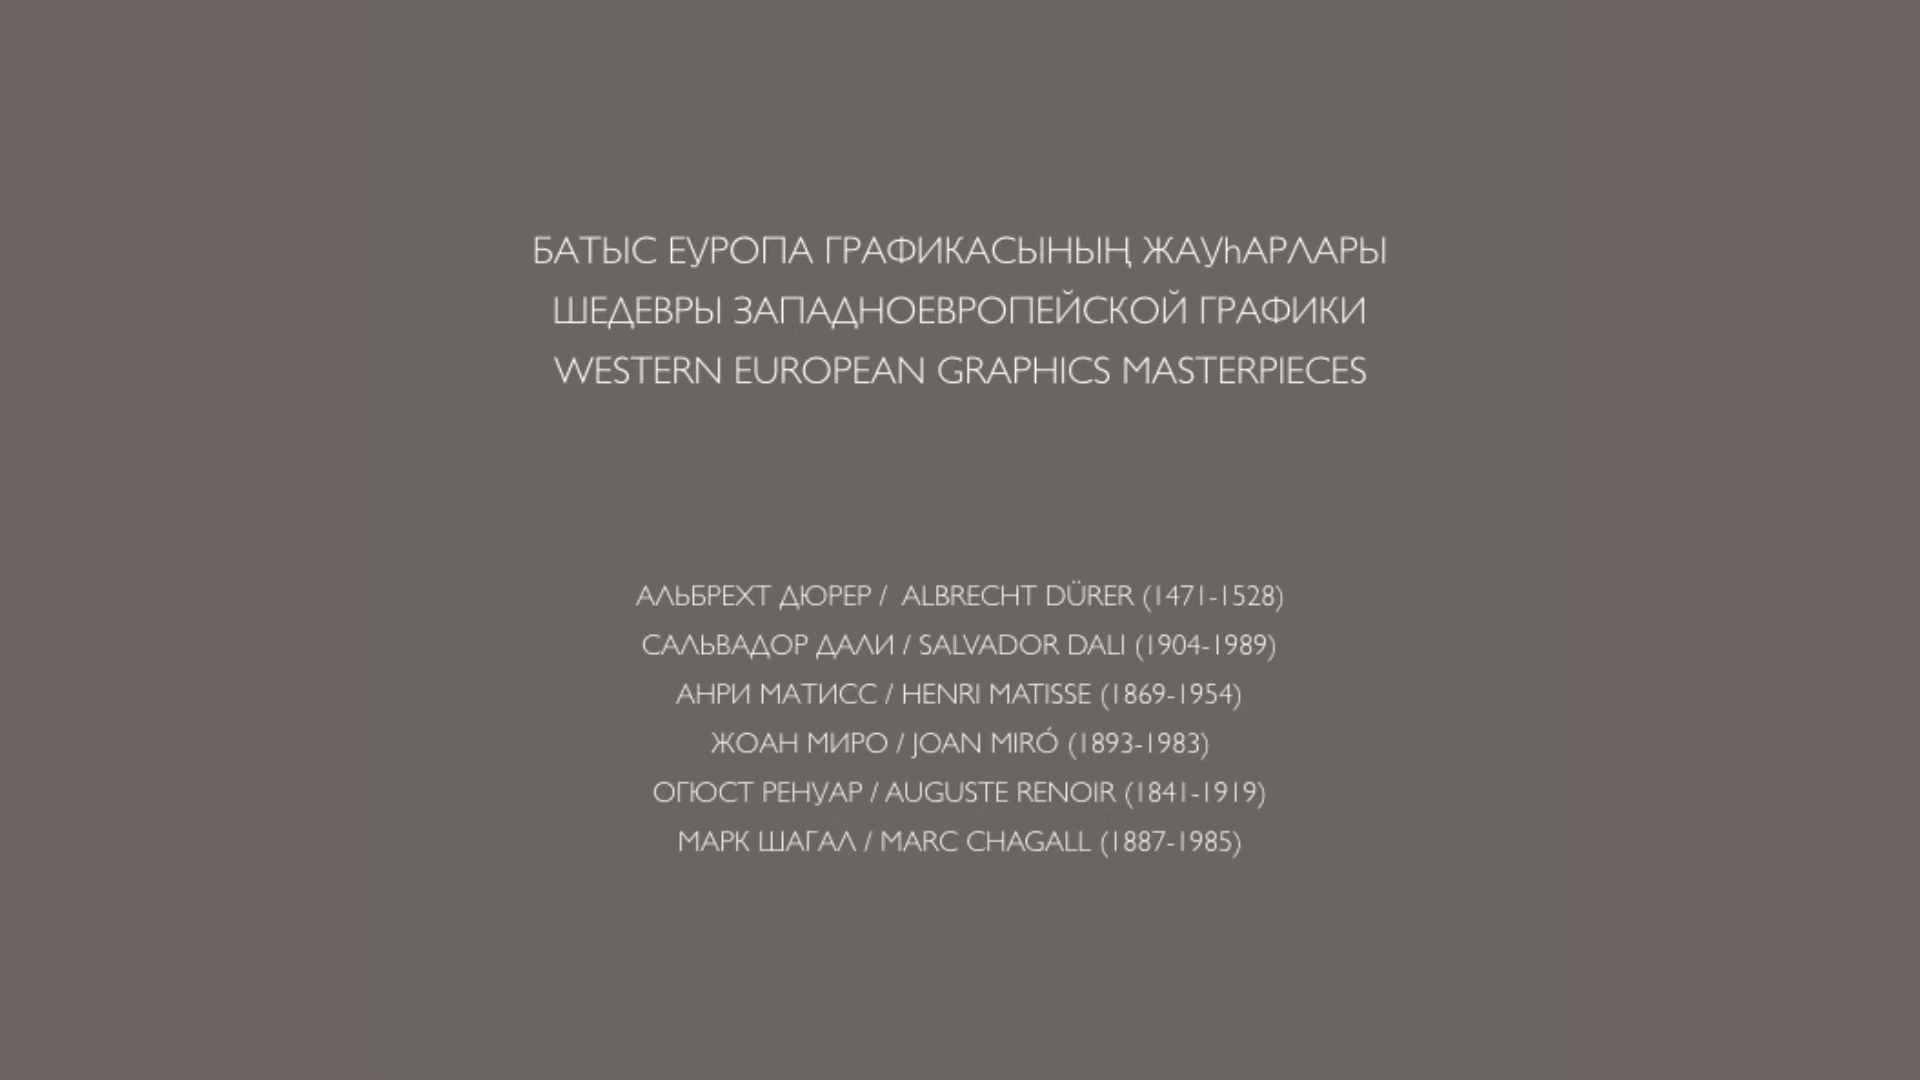 БАТЫС ЕУРОПА ГРАФИКАСЫНЫҢ ЖАУҺАРЛАРЫ
ШЕДЕВРЫ ЗАПАДНОЕВРОПЕЙСКОЙ ГРАФИКИ
WESTERN EUROPEAN GRAPHICS MASTERPIECES
АЛЬБРЕХТ ДЮРЕР / ALBRECHT DÜRER (1471-1528)
САЛЬВАДОР ДАЛИ / SALVADOR DALI (1904-1989)
АНРИ МАТИСС / HENRI MATISSE (1869-1954)
ЖОАН МИРО / JOAN MIRÓ (1893-1983)
ОГЮСТ РЕНУАР / AUGUSTE RENOIR (1841-1919)
МАРК ШАГАЛ / MARC CHAGALL (1887-1985)